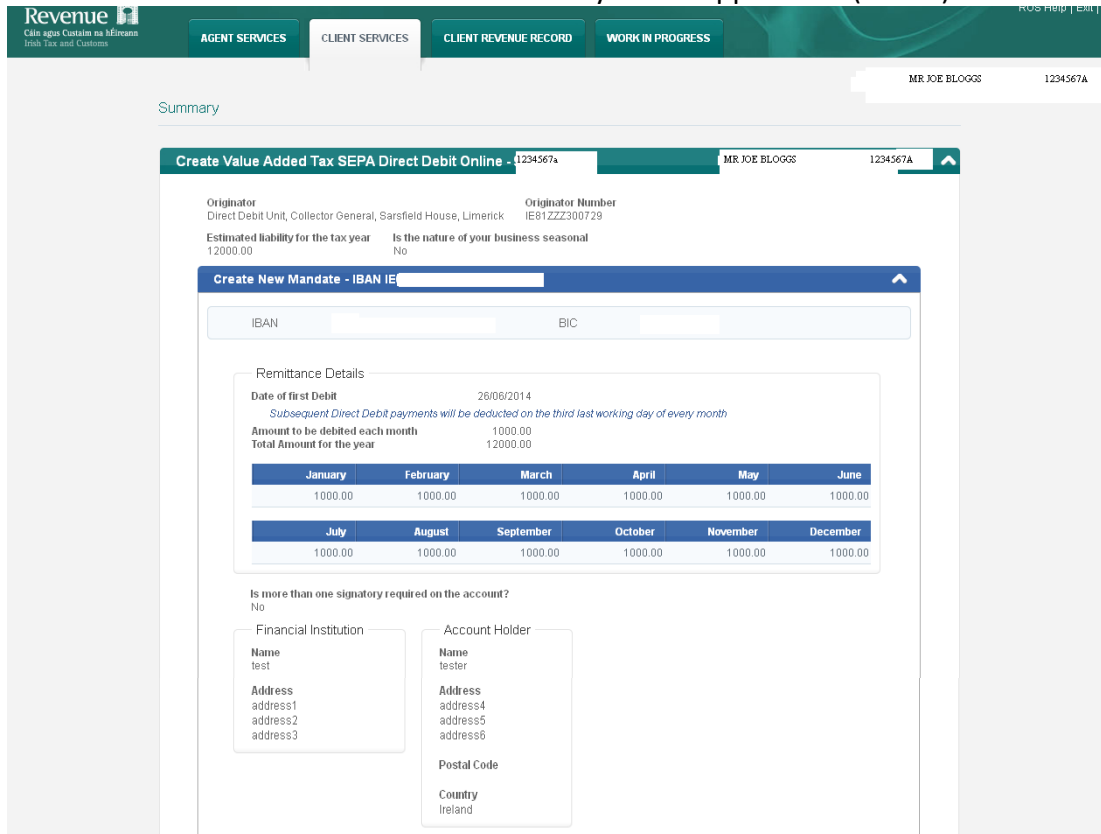 Revenue
Cáin agus Custaim na hÉireann
Irish Tax and Customs
AGENT SERVICES
CLIENT SERVICES
CLIENT REVENUE RECORD
WORK IN PROGRESS
ROS Help | Exit |
MR JOE BLOGGS 1234567A
Summary
Create Value Added Tax SEPA Direct Debit Online - 1234567a MR JOE BLOGGS 1234567A
Originator Originator Number
Direct Debit Unit, Collector General, Sarsfield House, Limerick IE81ZZZ300729
Estimated liability for the tax year Is the nature of your business seasonal
12000.00 No
Create New Mandate - IBAN IE
IBAN BIC
Remittance Details
Date of first Debit 26/06/2014
Subsequent Direct Debit payments will be deducted on the third last working day of every month
Amount to be debited each month 1000.00
Total Amount for the year 12000.00
January February March April May June
1000.00 1000.00 1000.00 1000.00 1000.00 1000.00
July August September October November December
1000.00 1000.00 1000.00 1000.00 1000.00 1000.00
Is more than one signatory required on the account?
No
Financial Institution
Name
test
Address
address1
address2
address3
Account Holder
Name
tester
Address
address4
address5
address6
Postal Code
Country
Ireland